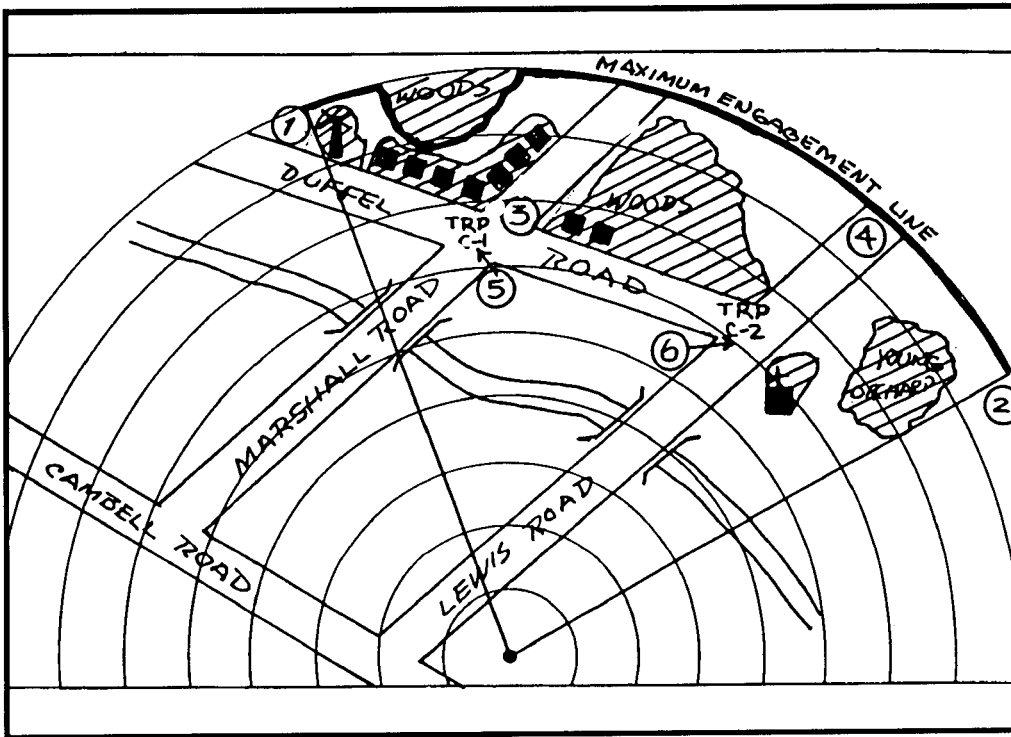 MAXIMUM ENGAGEMENT LINE
WOODS
1
DUFFEL
ROAD
TRP
C-1
3
WOODS
4
5
TRP
C-2
6
YOUNG
ORCHARD
2
MARSHALL ROAD
CAMBELL ROAD
LEWIS ROAD